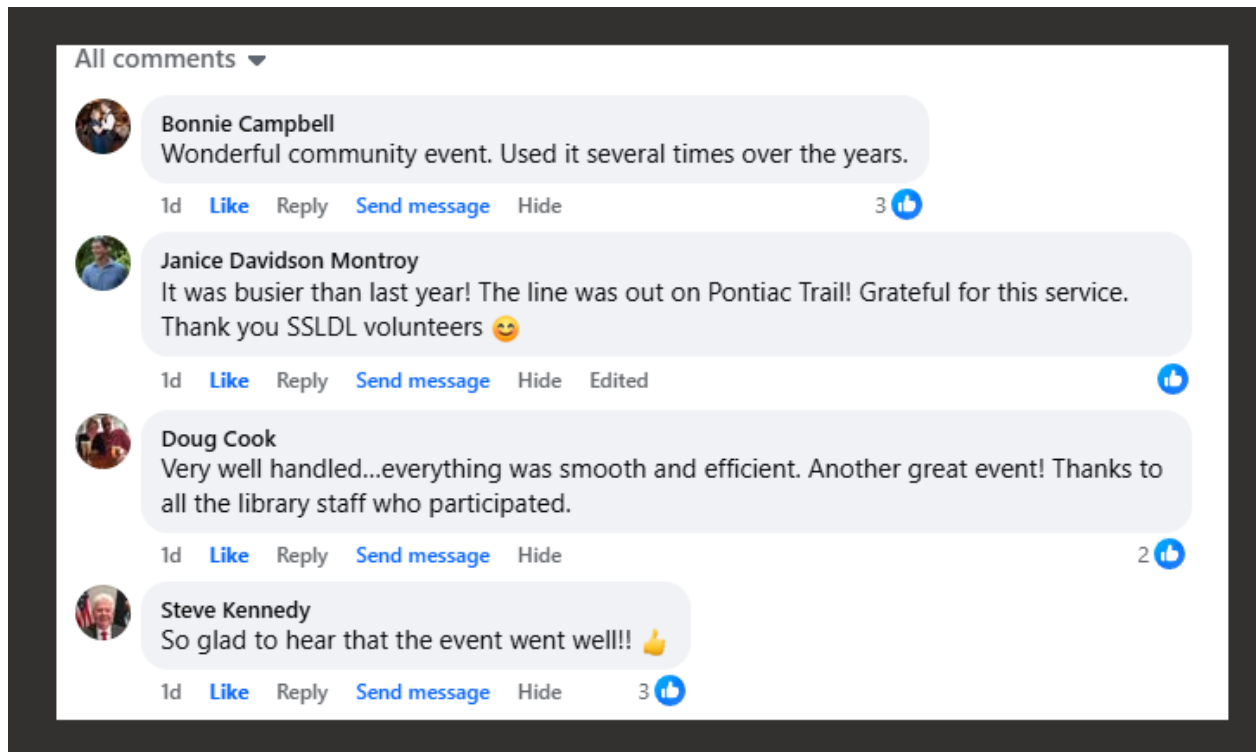 All comments
Bonnie Campbell
Wonderful community event. Used it several times over the years.
1d Like Reply Send message Hide 3
Janice Davidson Montroy
It was busier than last year! The line was out on Pontiac Trail! Grateful for this service.
Thank you SSLDL volunteers 😊
1d Like Reply Send message Hide Edited
Doug Cook
Very well handled...everything was smooth and efficient. Another great event! Thanks to
all the library staff who participated.
1d Like Reply Send message Hide 2
Steve Kennedy
So glad to hear that the event went well!! 👍
1d Like Reply Send message Hide 3